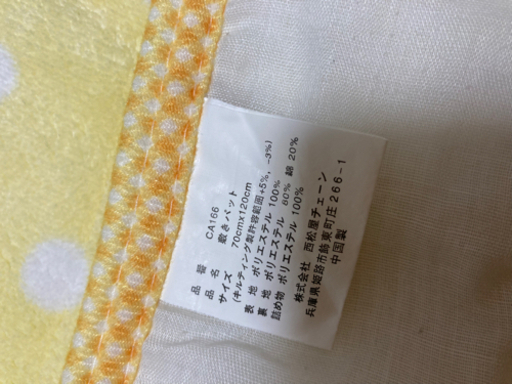 品番 CA166
品名 敷きパット
サイズ 70cm×120cm
(キルティング製許容範囲+5%, -3%)
表 地 ポリエステル 100%
裏 地 ポリエステル 80% 綿 20%
詰め物 ポリエステル 100%
株式会社 西松屋チェーン
兵庫県姫路市飾東町庄266-1
中国製